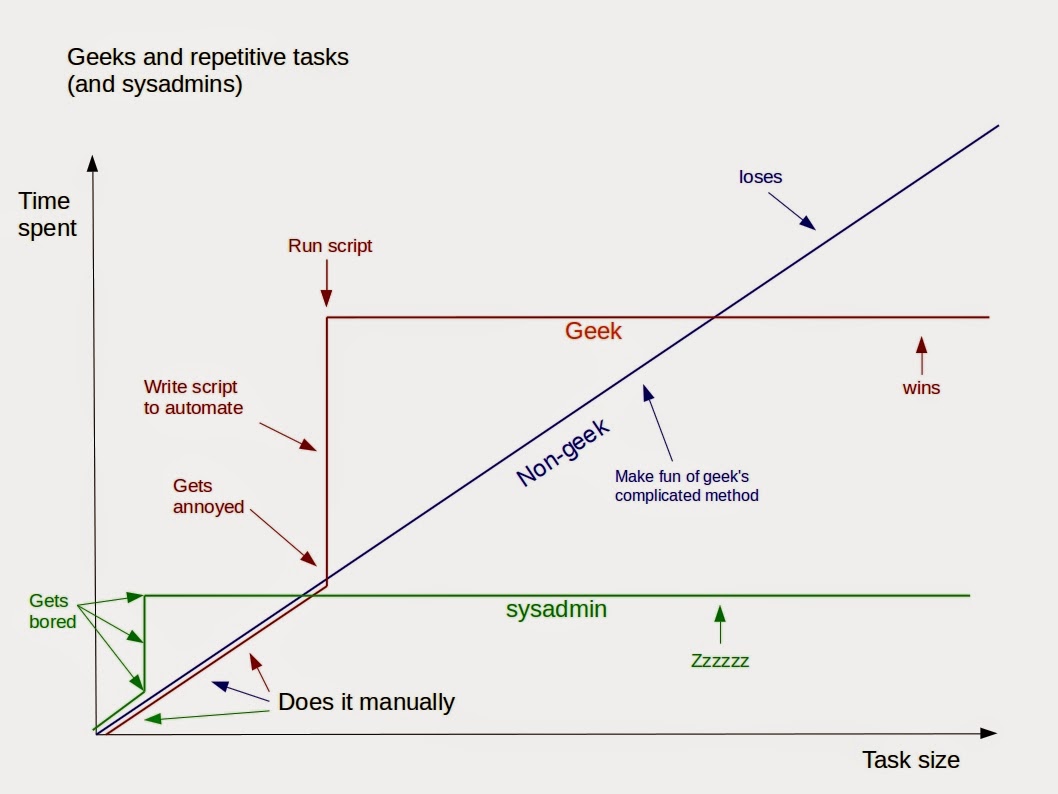 Geeks and repetitive tasks
(and sysadmins)
Time
spent
loses
Run script
Geek
wins
Write script
to automate
Non-geek
Make fun of geek's
complicated method
Gets
annoyed
Gets
bored
sysadmin
Zzzzzz
Does it manually
Task size